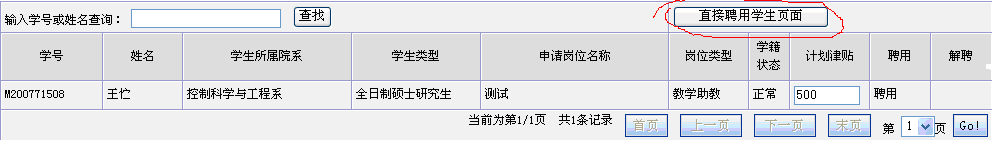 输入学号或姓名查询： 查找 直接聘用学生页面
学号 姓名 学生所属院系 学生类型 申请岗位名称 岗位类型 学籍状态 计划津贴 聘用 解聘
M200771508 王伫 控制科学与工程系 全日制硕士研究生 测试 教学助教 正常 500 聘用
当前为第1/1页 共1条记录 首页 上一页 下一页 末页 第 1 页 Go!